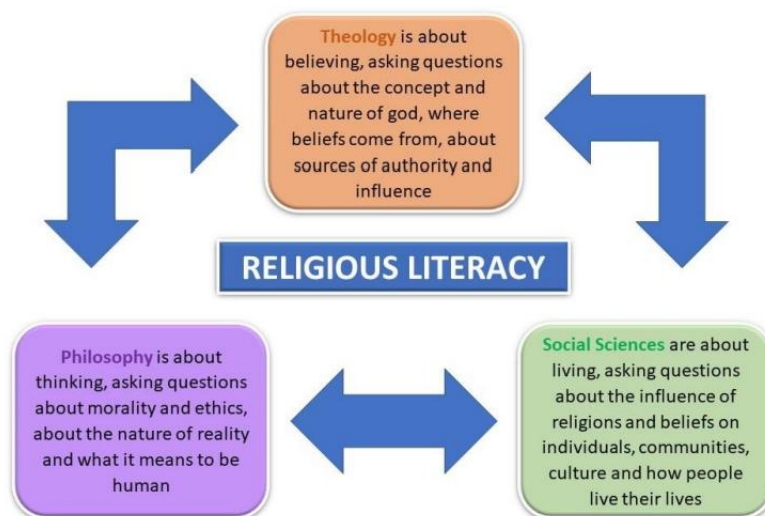 Theology is about
believing, asking questions
about the concept and
nature of god, where
beliefs come from, about
sources of authority and
influence
RELIGIOUS LITERACY
Philosophy is about
thinking, asking questions
about morality and ethics,
about the nature of reality
and what it means to be
human
Social Sciences are about
living, asking questions
about the influence of
religions and beliefs on
individuals, communities,
culture and how people
live their lives